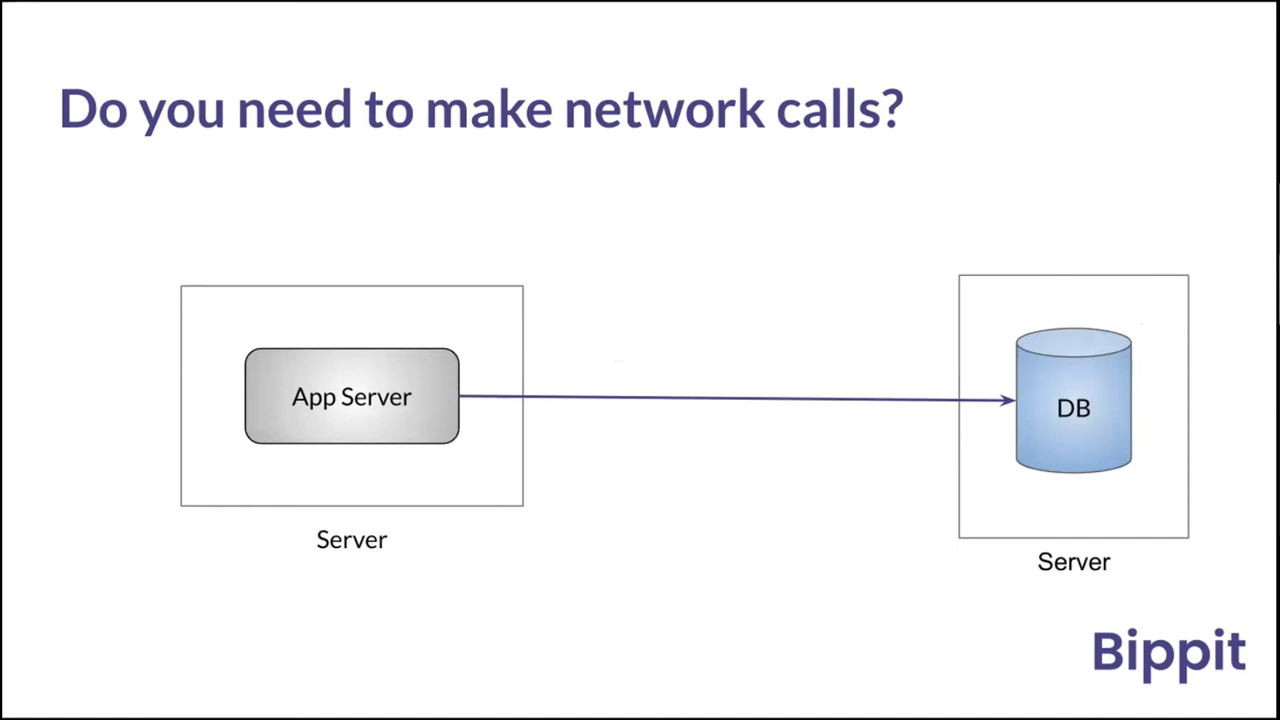 Do you need to make network calls?
App Server
DB
Server
Server
Bippit